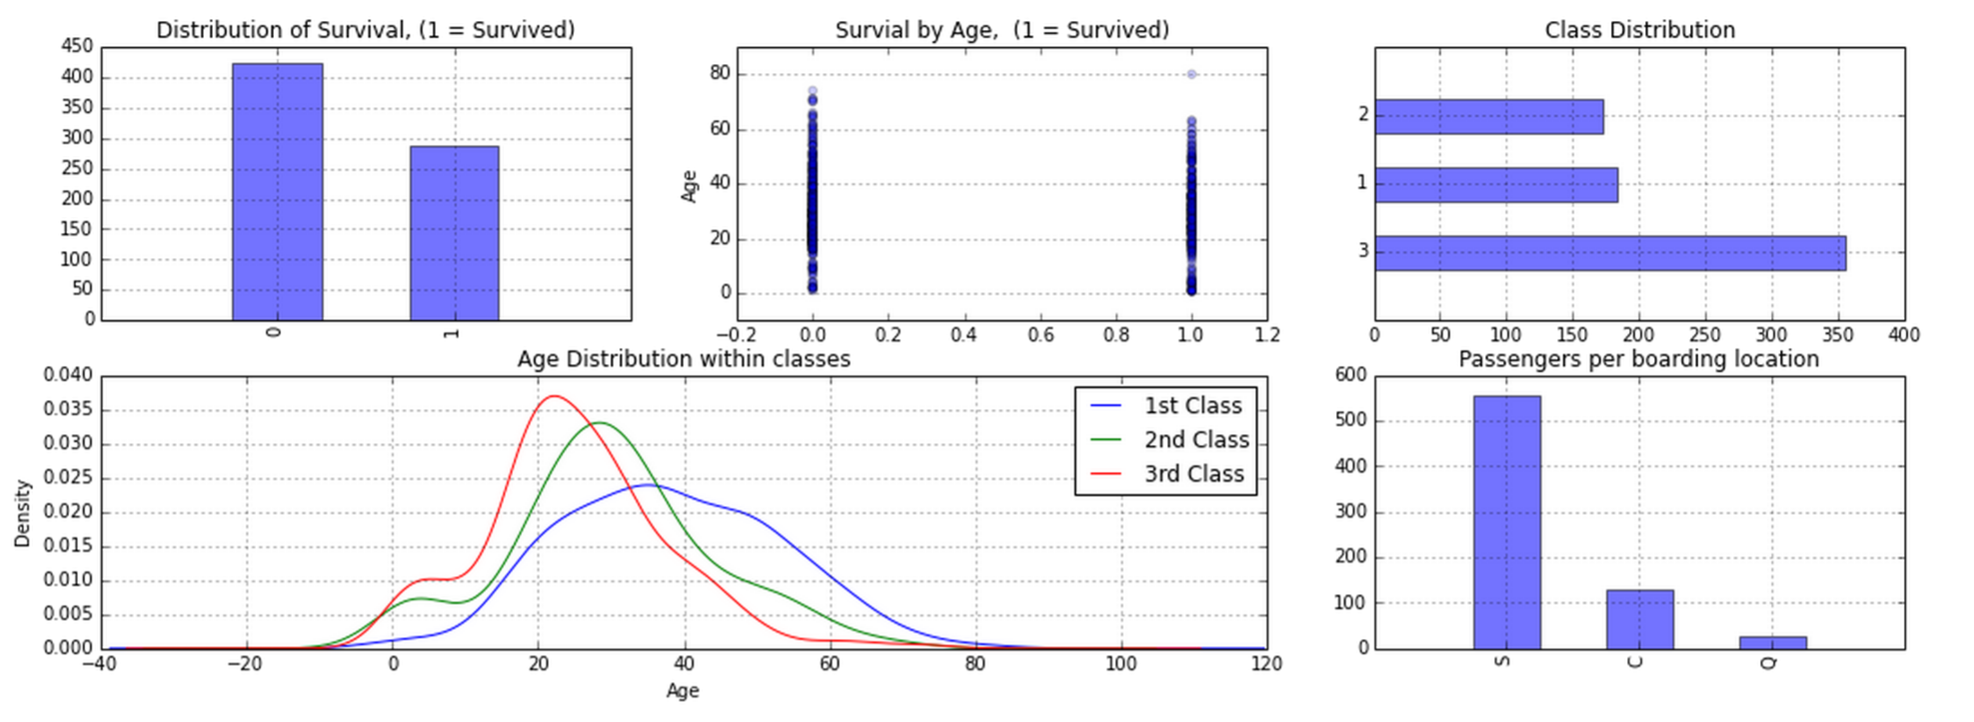 Distribution of Survival, (1 = Survived)
450
400
350
300
250
200
150
100
50
0
0 1
Survial by Age, (1 = Survived)
Age
80
60
40
20
0
−0.2 0.0 0.2 0.4 0.6 0.8 1.0 1.2
Class Distribution
2
1
3
0 50 100 150 200 250 300 350 400
Age Distribution within classes
Density
0.040
0.035
0.030
0.025
0.020
0.015
0.010
0.005
0.000
−40 −20 0 20 40 60 80 100 120
Age
1st Class
2nd Class
3rd Class
Passengers per boarding location
600
500
400
300
200
100
0
S C Q